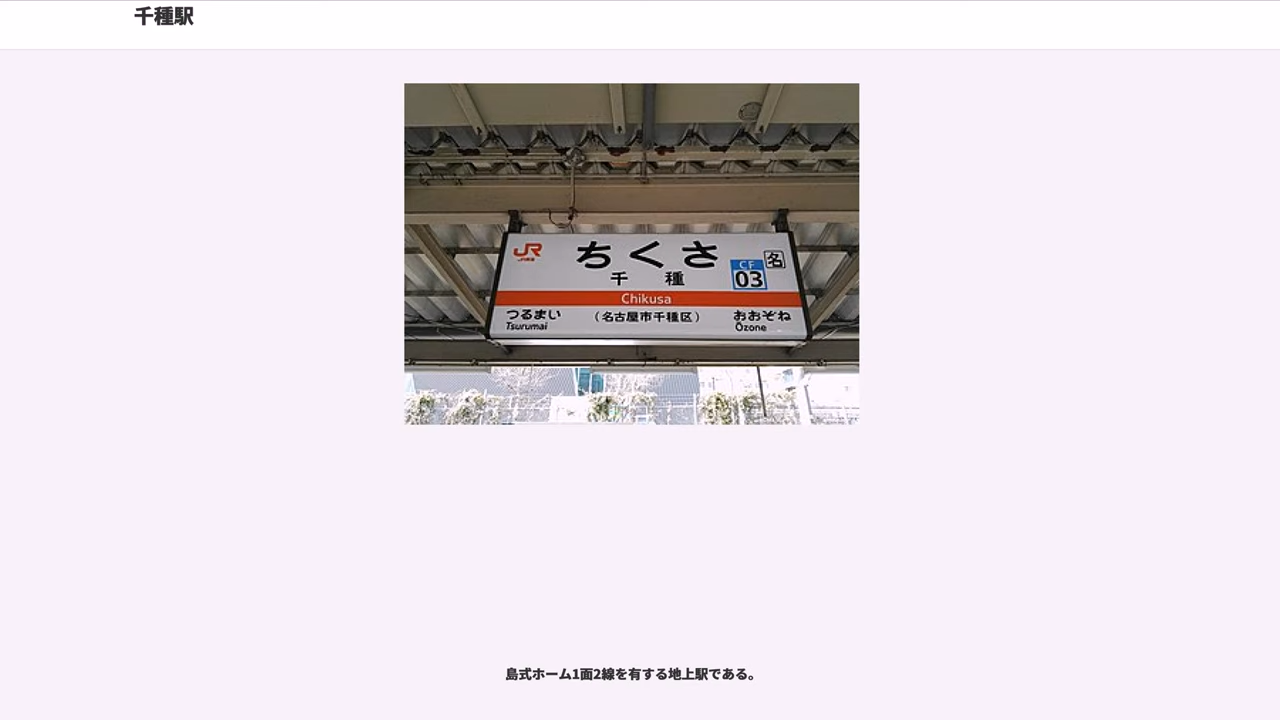 千種駅
JR
ちくさ
千種
CF
03
名
Chikusa
つるまい
(名古屋市千種区)
おおぞね
Tsurumai
Ōzone
島式ホーム1面2線を有する地上駅である。